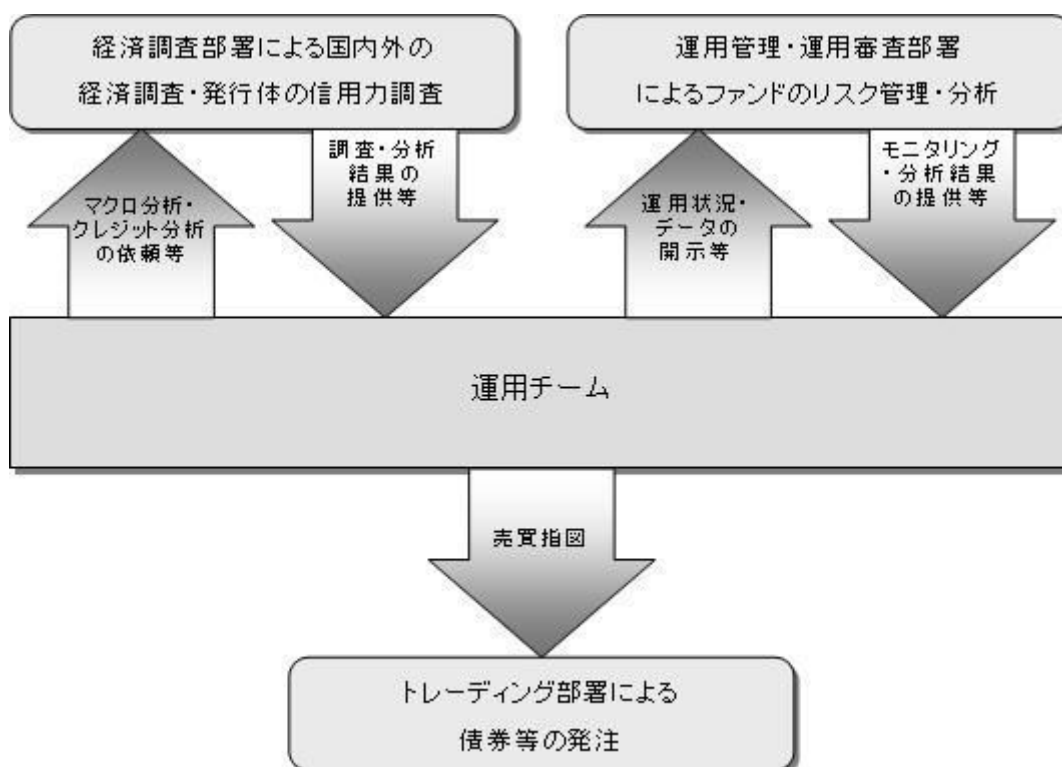 経済調査部署による国内外の
経済調査・発行体の信用力調査
運用管理・運用審査部署
によるファンドのリスク管理・分析
マクロ分析・
クレジット分析
の依頼等
調査・分析
結果の
提供等
運用状況・
データの
開示等
モニタリング
・分析結果
の提供等
運用チーム
売買指図
トレーディング部署による
債券等の発注